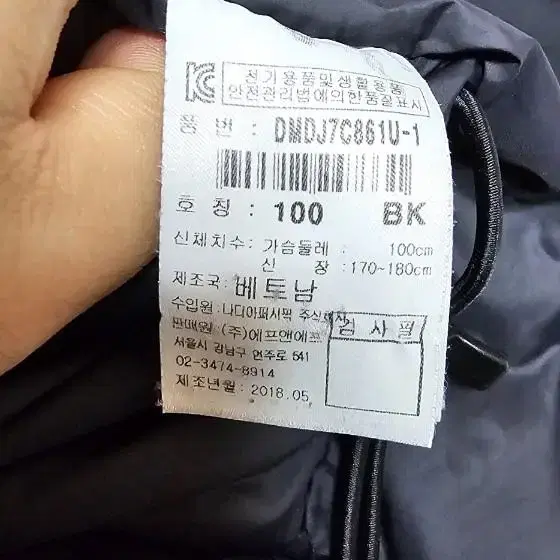 전기용품및생활용품
안전관리법에의한품질표시
품 번 : DMDJ7C861U-1
호 칭 : 100 BK
신체치수 : 가슴둘레 : 100cm
신 장 : 170~180cm
제조국 : 베트남
수입원 : 나디아퍼시픽 주식회사
판매원 : (주)에프앤에프
서울시 강남구 언주로 541
02-3474-8914
제조년월 : 2018.05.
검 사 필